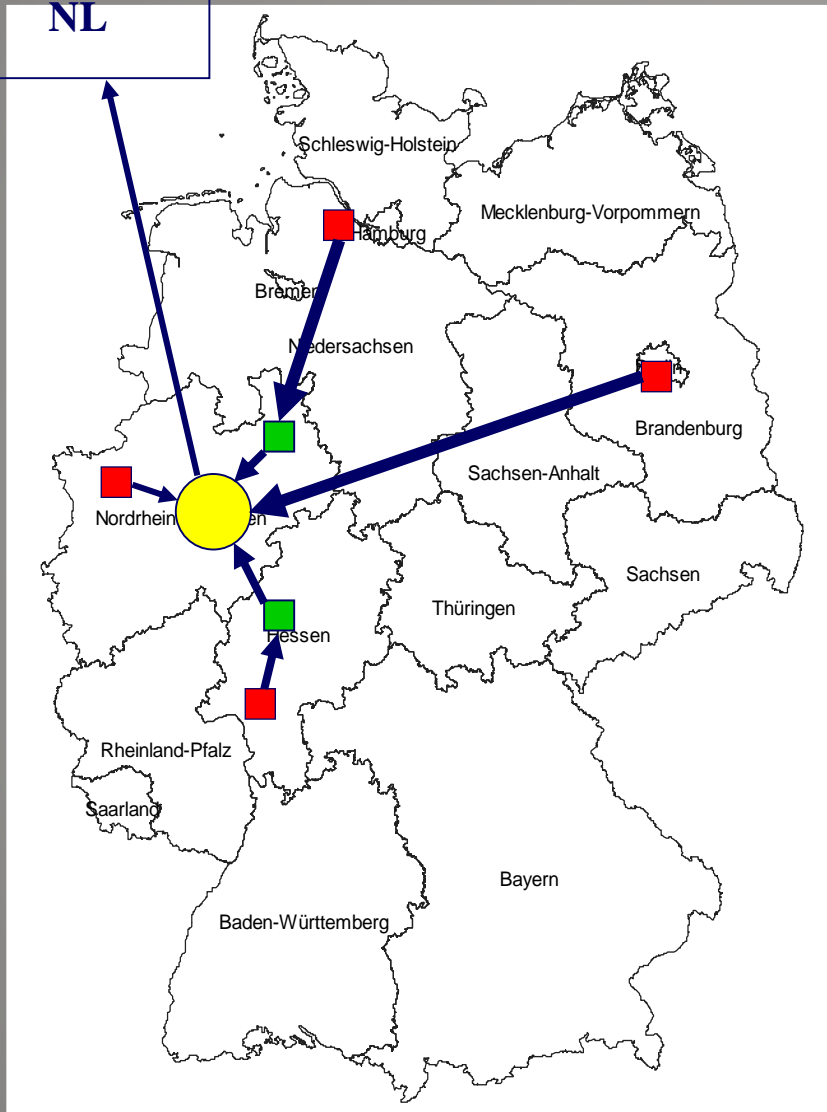 NL
Schleswig-Holstein
Mecklenburg-Vorpommern
Hamburg
Bremen
Niedersachsen
Brandenburg
Sachsen-Anhalt
Nordrhein
en
Sachsen
Thüringen
Hessen
Rheinland-Pfalz
Saarland
Bayern
Baden-Württemberg